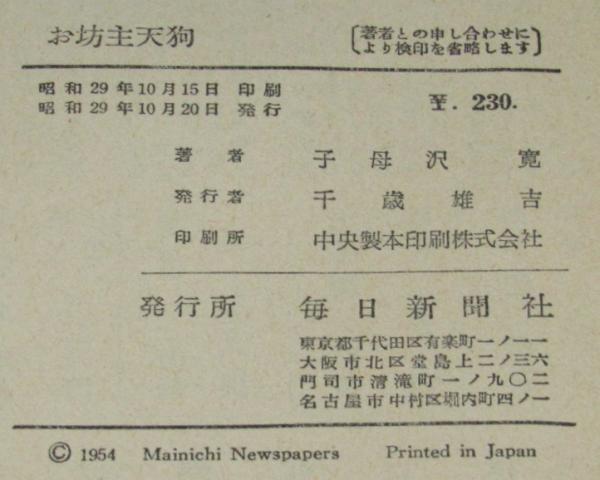 お坊主天狗
著者との申し合わせに
より検印を省略します
昭和29年10月15日 印刷
昭和29年10月20日 発行
¥. 230.
著者 子母沢寛
発行者 千歳雄吉
印刷所 中央製本印刷株式会社
発行所 毎日新聞社
東京都千代田区有楽町一ノ一一
大阪市北区堂島上二ノ三六
門司市清滝町一ノ九〇二
名古屋市中村区堀内町四ノ一
© 1954 Mainichi Newspapers Printed in Japan